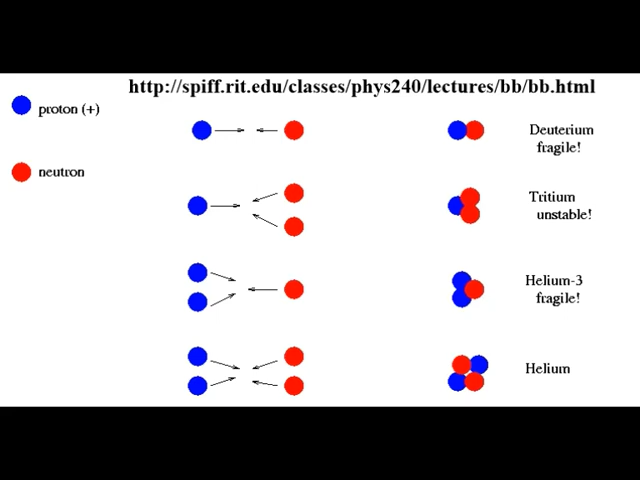 http://spiff.rit.edu/classes/phys240/lectures/bb/bb.html
proton (+)
neutron
Deuterium
fragile!
Tritium
unstable!
Helium-3
fragile!
Helium